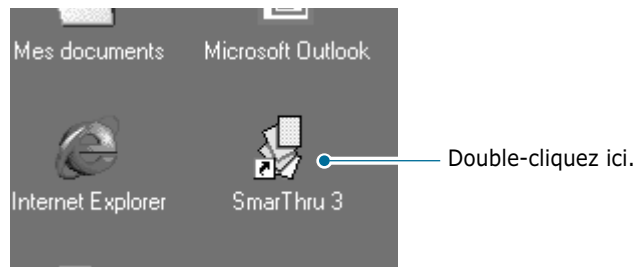 Mes documents Microsoft Outlook
Double-cliquez ici.
Internet Explorer SmarThru 3